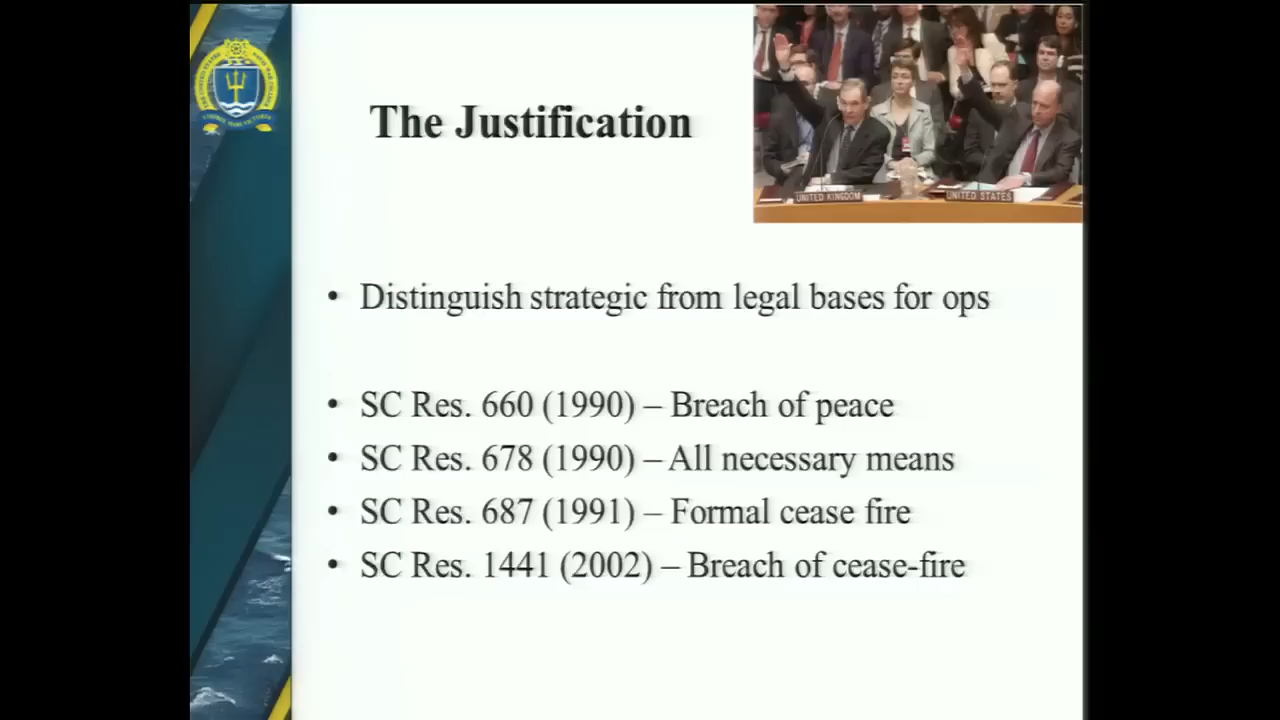 The Justification
UNITED KINGDOM
UNITED STATES
• Distinguish strategic from legal bases for ops
• SC Res. 660 (1990) – Breach of peace
• SC Res. 678 (1990) – All necessary means
• SC Res. 687 (1991) – Formal cease fire
• SC Res. 1441 (2002) – Breach of cease-fire